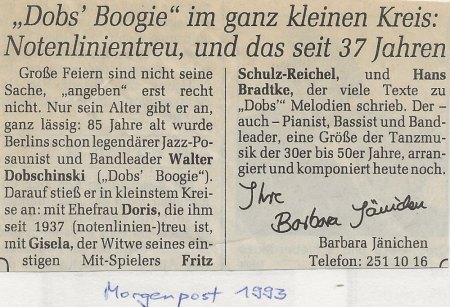 „Dobs’ Boogie“ im ganz kleinen Kreis:
Notenlinientreu, und das seit 37 Jahren
Große Feiern sind nicht seine
Sache, „angeben“ erst recht
nicht. Nur sein Alter gibt er an,
ganz lässig: 85 Jahre alt wurde
Berlins schon legendärer Jazz-Po-
saunist und Bandleader Walter
Dobschinski („Dobs’ Boogie“).
Darauf stieß er in kleinstem Krei-
se an: mit Ehefrau Doris, die ihm
seit 1937 (notenlinien-)treu ist,
mit Gisela, der Witwe seines ein-
stigen Mit-Spielers Fritz
Schulz-Reichel, und Hans
Bradtke, der viele Texte zu
„Dobs’“ Melodien schrieb. Der –
auch – Pianist, Bassist und Band-
leader, eine Größe der Tanzmu-
sik der 30er bis 50er Jahre, arran-
giert und komponiert heute noch.
Ihre
Barbara Jänichen
Barbara Jänichen
Telefon: 251 10 16
Morgenpost 1993